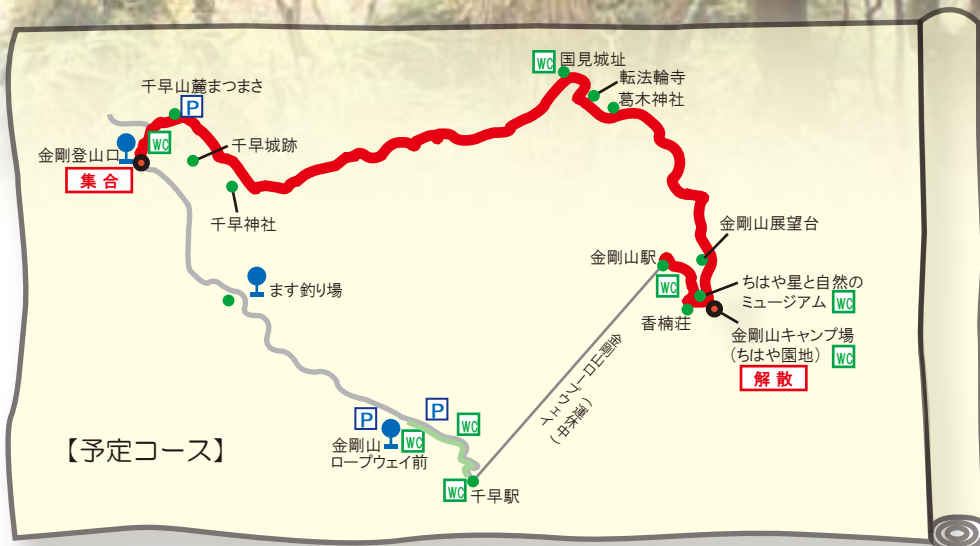 WC
国見城址
転法輪寺
葛木神社
千早山麓まつまさ
P
WC
金剛登山口
集合
千早城跡
千早神社
金剛山展望台
金剛山駅
WC
ちはや星と自然の
ミュージアム WC
香楠荘
金剛山キャンプ場
(ちはや園地) WC
解散
ます釣り場
金剛山ロープウェイ(運休中)
P
P
WC
金剛山
ロープウェイ前
WC
WC
千早駅
【予定コース】